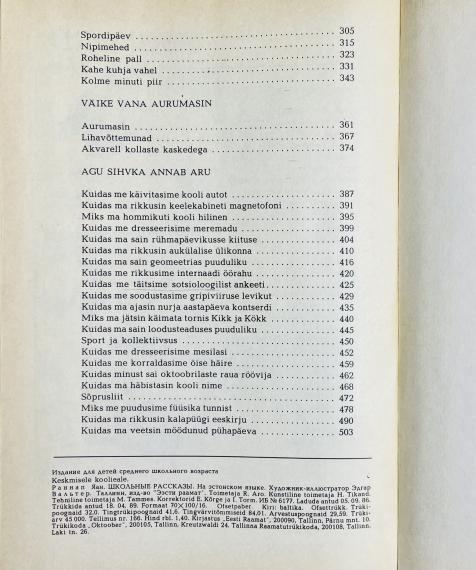 Spordipäev 305
Nipimehed 315
Roheline pall 323
Kahe kuhja vahel 331
Kolme minuti piir 343
VÄIKE VANA AURUMASIN
Aurumasin 361
Lihavõttemunad 367
Akvarell kollaste kaskedega 374
AGU SIHVKA ANNAB ARU
Kuidas me käivitasime kooli autot 387
Kuidas ma rikkusin keelekabineti magnetofoni 391
Miks ma hommikuti kooli hilinen 395
Kuidas me dresseerisime meremadu 399
Kuidas ma sain rühmapäevikusse kiituse 404
Kuidas ma rikkusin aukülalise ülikonna 410
Kuidas ma sain geomeetrias puuduliku 416
Kuidas me rikkusime internaadi öörahu 420
Kuidas me täitsime sotsioloogilist ankeeti 425
Kuidas me soodustasime gripiviiruse levikut 429
Kuidas ma ajasin nurja aastapäeva kontserdi 435
Miks ma jätsin käimata tornis Kikk ja Kökk 440
Kuidas ma sain loodusteaduses puuduliku 445
Sport ja kollektiivsus 450
Kuidas me dresseerisime mesilasi 452
Kuidas me korraldasime öise häire 459
Kuidas minust sai oktoobrilaste raua röövija 462
Kuidas ma häbistasin kooli nime 468
Sõprusliit 472
Miks me puudusime füüsika tunnist 478
Kuidas ma rikkusin kalapüügi eeskirju 490
Kuidas ma veetsin möödunud pühapäeva 503
Издание для детей среднего школьного возраста
Keskmisele koolieale.
Раннап Яан. ШКОЛЬНЫЕ РАССКАЗЫ. На эстонском языке. Художник-иллюстратор Эдгар
Вальтер. Таллинн, изд-во "Ээсти раамат". Toimetaja R. Aro. Kunstiline toimetaja H. Tikand.
Tehniline toimetaja M. Tammes. Korrektorid E. Kõrge ja I. Torm. ИБ № 6177. Laduda antud 05. 09. 86.
Trükkida antud 18. 04. 89. Formaat 70×100/16. Ofsetpaber. Kiri: baltika. Ofsettrükk. Trüki-
poognaid 32,0. Tingtrükipoognaid 41,6. Tingvärvitõmmiseid 84,01. Arvestuspoognaid 29,59. Trüki-
arv 45 000. Tellimus nr. 166. Hind rbl. 1,40. Kirjastus „Eesti Raamat", 200090, Tallinn, Pärnu mnt. 10.
Trükikoda „Oktoober", 200105, Tallinn, Kreutzwaldi 24. Tallinna Raamatutrükikoda, 200108, Tallinn,
Laki tn. 26.